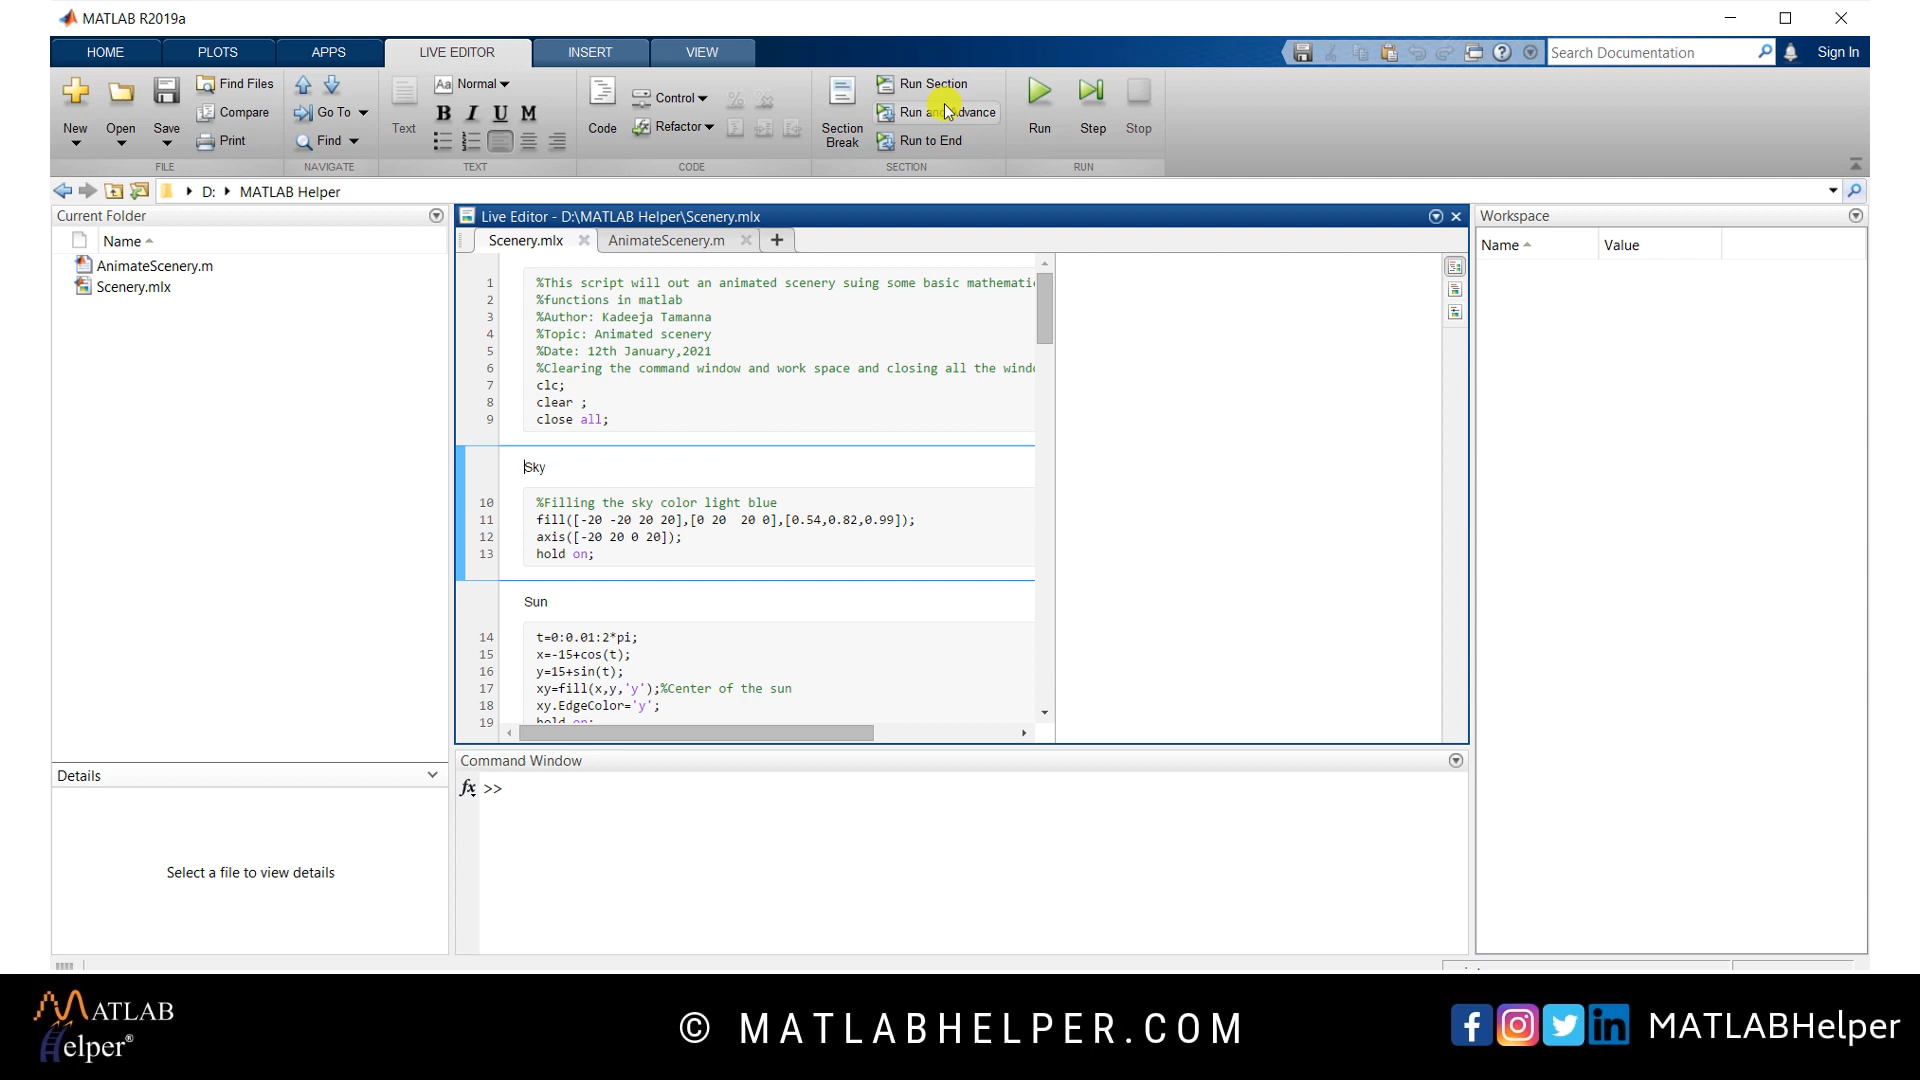 MATLAB R2019a
HOME PLOTS APPS LIVE EDITOR INSERT VIEW
Search Documentation
Sign In
New
Open
Save
Find Files
Compare
Print
FILE
Go To
Find
NAVIGATE
Text
Aa Normal
B I U M
TEXT
Code
Control
Refactor
CODE
Section Break
Run Section
Run and Advance
Run to End
SECTION
Run
Step
Stop
RUN
D: MATLAB Helper
Current Folder
Name
AnimateScenery.m
Scenery.mlx
Details
Select a file to view details
Live Editor - D:\MATLAB Helper\Scenery.mlx
Scenery.mlx AnimateScenery.m
1 %This script will out an animated scenery suing some basic mathemati
2 %functions in matlab
3 %Author: Kadeeja Tamanna
4 %Topic: Animated scenery
5 %Date: 12th January,2021
6 %Clearing the command window and work space and closing all the wind
7 clc;
8 clear ;
9 close all;
Sky
10 %Filling the sky color light blue
11 fill([-20 -20 20 20],[0 20  20 0],[0.54,0.82,0.99]);
12 axis([-20 20 0 20]);
13 hold on;
Sun
14 t=0:0.01:2*pi;
15 x=-15+cos(t);
16 y=15+sin(t);
17 xy=fill(x,y,'y');%Center of the sun
18 xy.EdgeColor='y';
19 hold on;
Command Window
fx >>
Workspace
Name Value
MATLAB Helper®
© MATLABHELPER.COM
MATLABHelper